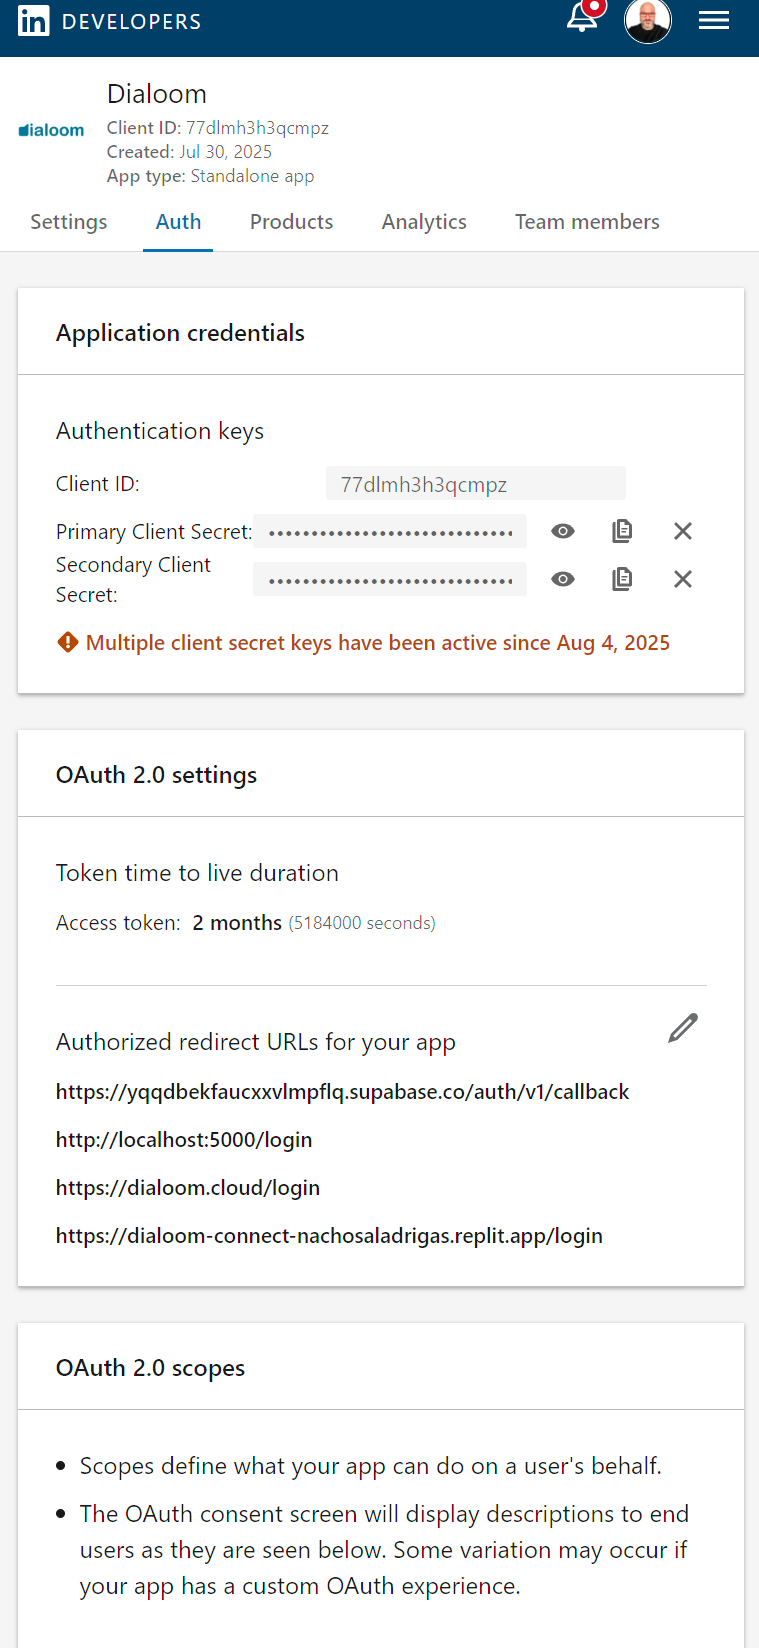 in DEVELOPERS
Dialoom
dialoom
Client ID: 77dlmh3h3qcmpz
Created: Jul 30, 2025
App type: Standalone app
Settings Auth Products Analytics Team members
Application credentials
Authentication keys
Client ID: 77dlmh3h3qcmpz
Primary Client Secret: ••••••••••••••••••••••••••••
Secondary Client
Secret: ••••••••••••••••••••••••••••
Multiple client secret keys have been active since Aug 4, 2025
OAuth 2.0 settings
Token time to live duration
Access token: 2 months (5184000 seconds)
Authorized redirect URLs for your app
https://yqqdbekfaucxxvlmpflq.supabase.co/auth/v1/callback
http://localhost:5000/login
https://dialoom.cloud/login
https://dialoom-connect-nachosaladrigas.replit.app/login
OAuth 2.0 scopes
• Scopes define what your app can do on a user's behalf.
• The OAuth consent screen will display descriptions to end
users as they are seen below. Some variation may occur if
your app has a custom OAuth experience.